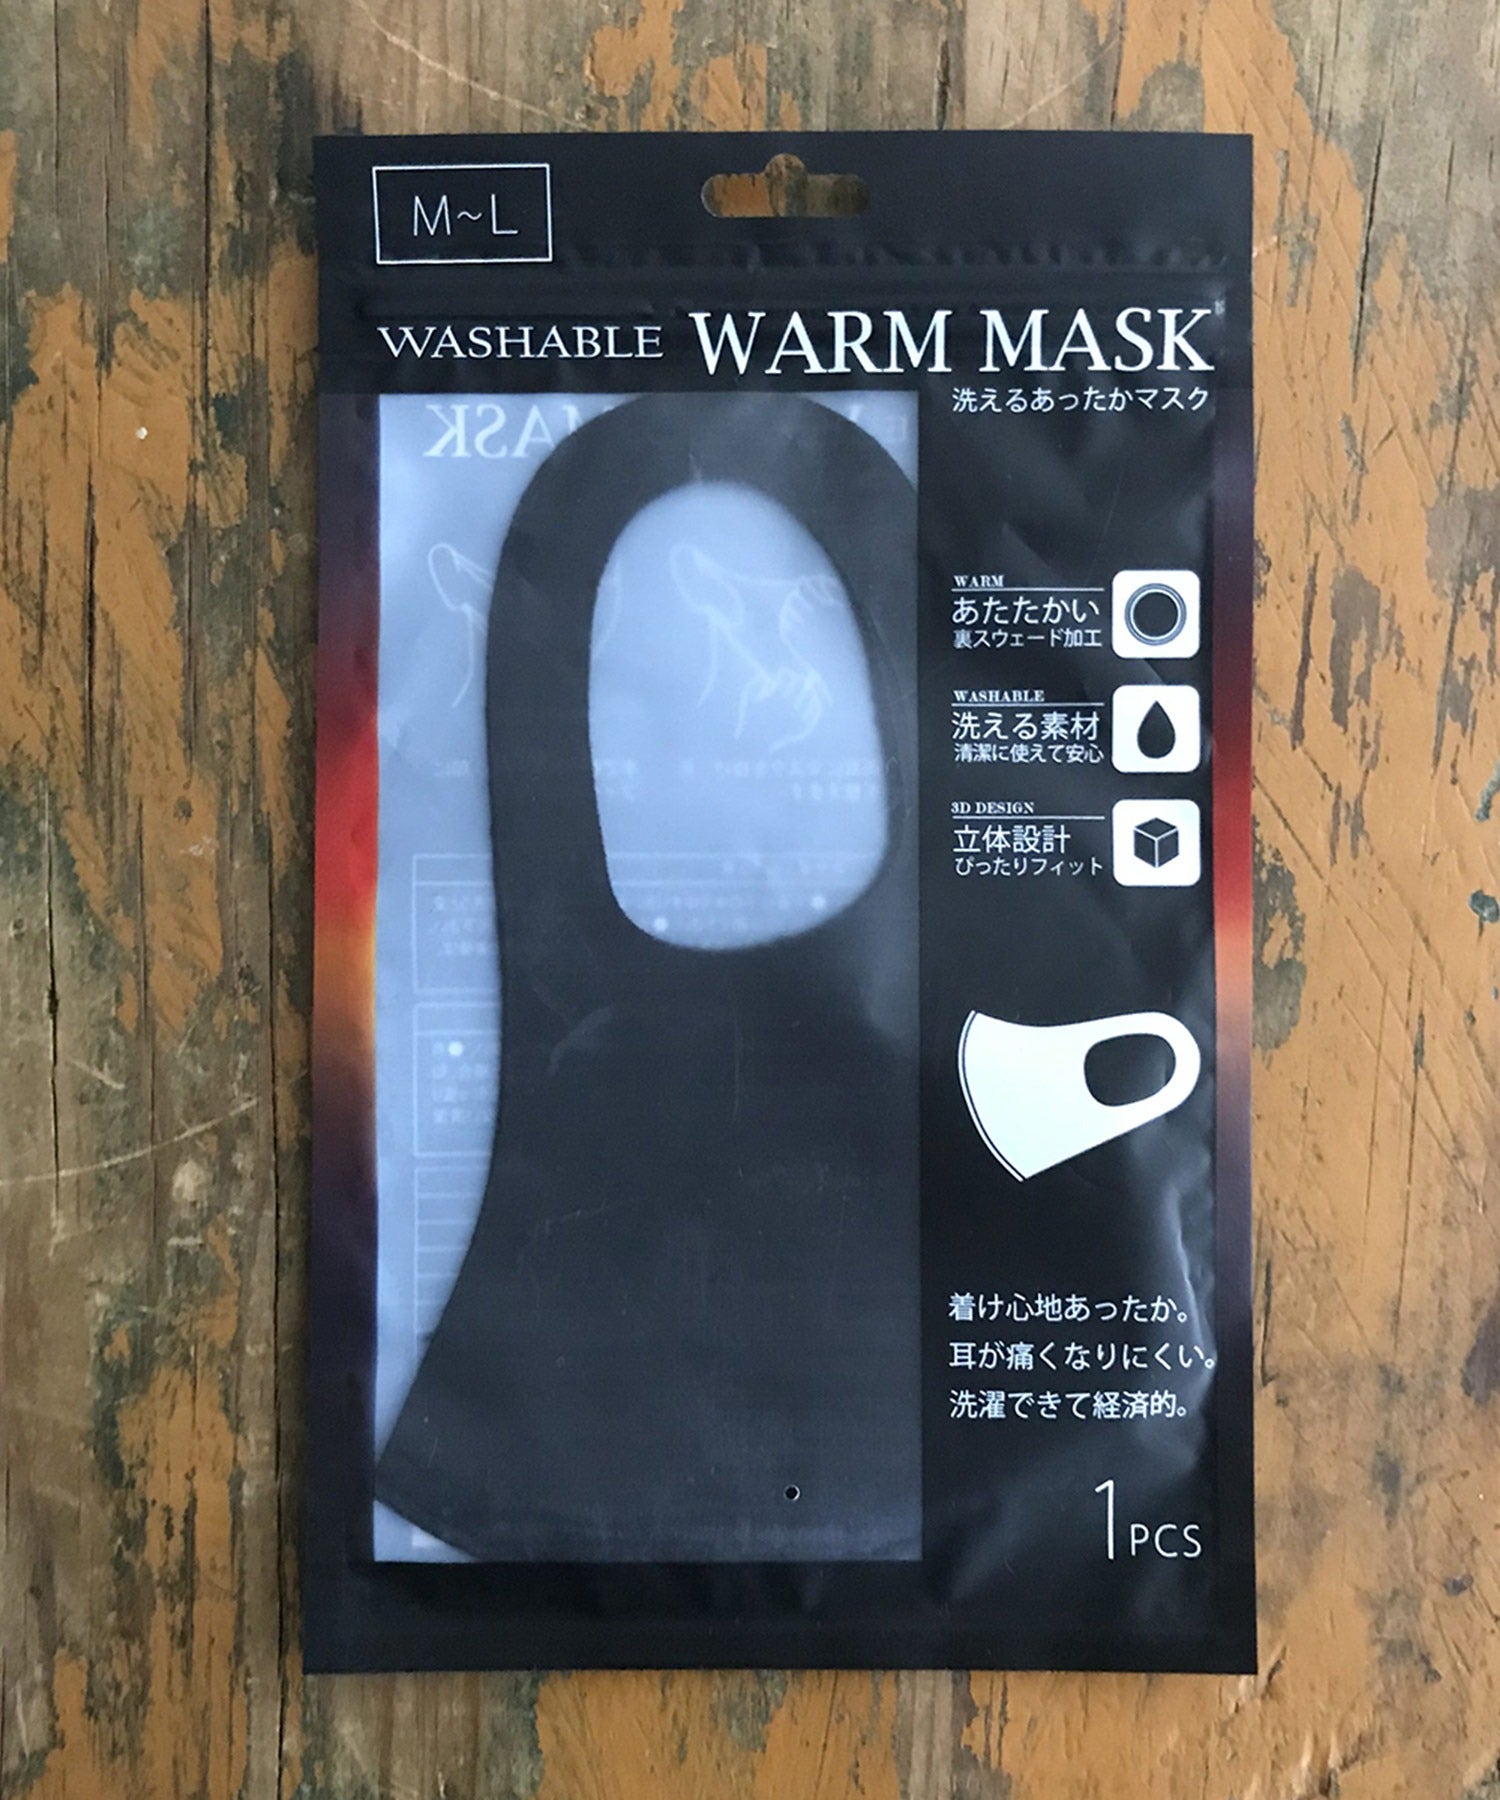 M~L
WASHABLE WARM MASK
洗えるあったかマスク
MASK
WARM
あたたかい
裏スウェード加工
WASHABLE
洗える素材
清潔に使えて安心
3D DESIGN
立体設計
ぴったりフィット
着け心地あったか。
耳が痛くなりにくい。
洗濯できて経済的。
1PCS